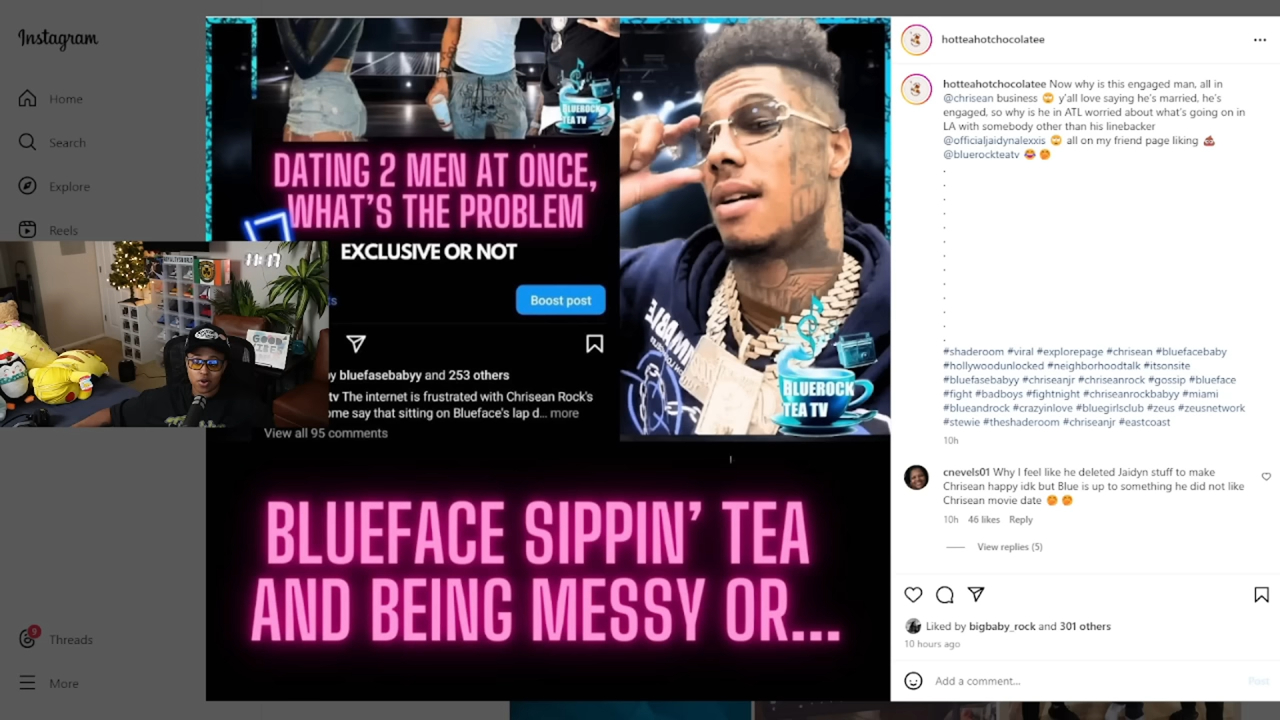 Instagram
Home
Search
Explore
Reels
Threads
9
More
DATING 2 MEN AT ONCE,
WHAT'S THE PROBLEM
EXCLUSIVE OR NOT
Boost post
by bluefasebabyy and 253 others
tv The internet is frustrated with Chrisean Rock's
ome say that sitting on Blueface's lap d... more
View all 95 comments
BLUEROCK
TEA TV
BLUEROCK
TEA TV
BLUEFACE SIPPIN' TEA
AND BEING MESSY OR...
GOOD
VIBES
hotteahotchocolatee
hotteahotchocolatee Now why is this engaged man, all in
@chrisean business 🙄 y'all love saying he's married, he's
engaged, so why is he in ATL worried about what's going on in
LA with somebody other than his linebacker
@officialjaidynalexxis 🙄 all on my friend page liking 💩
@bluerockteatv
.
.
.
.
.
.
.
.
.
.
.
.
.
#shaderoom #viral #explorepage #chrisean #bluefacebaby
#hollywoodunlocked #neighborhoodtalk #itsonsite
#bluefasebabyy #chriseanjr #chriseanrock #gossip #blueface
#fight #badboys #fightnight #chriseanrockbabyy #miami
#blueandrock #crazyinlove #bluegirlsclub #zeus #zeusnetwork
#stewie #theshaderoom #chriseanjr #eastcoast
10h
cnevels01 Why I feel like he deleted Jaidyn stuff to make
Chrisean happy idk but Blue is up to something he did not like
Chrisean movie date
10h 46 likes Reply
View replies (5)
Liked by bigbaby_rock and 301 others
10 hours ago
Add a comment...
Post